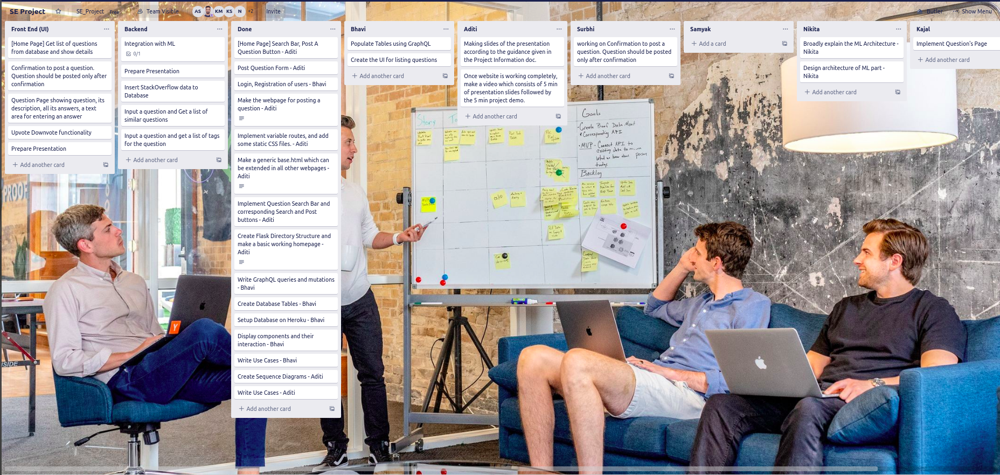 SE Project
SE_Project
Free
Team Visible
AS
KM
KS
N
+2
Invite
Butler
Show Menu
Front End (UI)
[Home Page] Get list of questions
from database and show details
Confirmation to post a question.
Question should be posted only after
confirmation
Question Page showing question, its
description, all its answers, a text
area for entering an answer
Upvote Downvote functionality
Prepare Presentation
+ Add another card
Backend
Integration with ML
0/1
Prepare Presentation
Insert StackOverflow data to
Database
Input a question and Get a list of
similar questions
Input a question and get a list of tags
for the question
+ Add another card
Done
[Home Page] Search Bar, Post A
Question Button - Aditi
Post Question Form - Aditi
Login, Registration of users - Bhavi
Make the webpage for posting a
question - Aditi
Implement variable routes, and add
some static CSS files. - Aditi
Make a generic base.html which can
be extended in all other webpages -
Aditi
Implement Question Search Bar and
corresponding Search and Post
buttons - Aditi
Create Flask Directory Structure and
make a basic working homepage -
Aditi
Write GraphQL queries and mutations
- Bhavi
Create Database Tables - Bhavi
Setup Database on Heroku - Bhavi
Display components and their
interaction - Bhavi
Write Use Cases - Bhavi
Create Sequence Diagrams - Aditi
Write Use Cases - Aditi
+ Add another card
Bhavi
Populate Tables using GraphQL
Create the UI for listing questions
+ Add another card
Aditi
Making slides of the presentation
according to the guidance given in
the Project Information doc.
Once website is working completely,
make a video which consists of 5 min
of presentation slides followed by
the 5 min project demo.
+ Add another card
Surbhi
working on Confirmation to post a
question. Question should be posted
only after confirmation
+ Add another card
Samyak
+ Add a card
Nikita
Broadly explain the ML Architecture -
Nikita
Design architecture of ML part -
Nikita
+ Add another card
Kajal
Implement Question's Page
+ Add another card
Story
Goals
• Create Proof Data Most
& Corresponding API
• MVP - Connect API to
existing data to
what we know about person
today.
Backlog
PROOF
Y